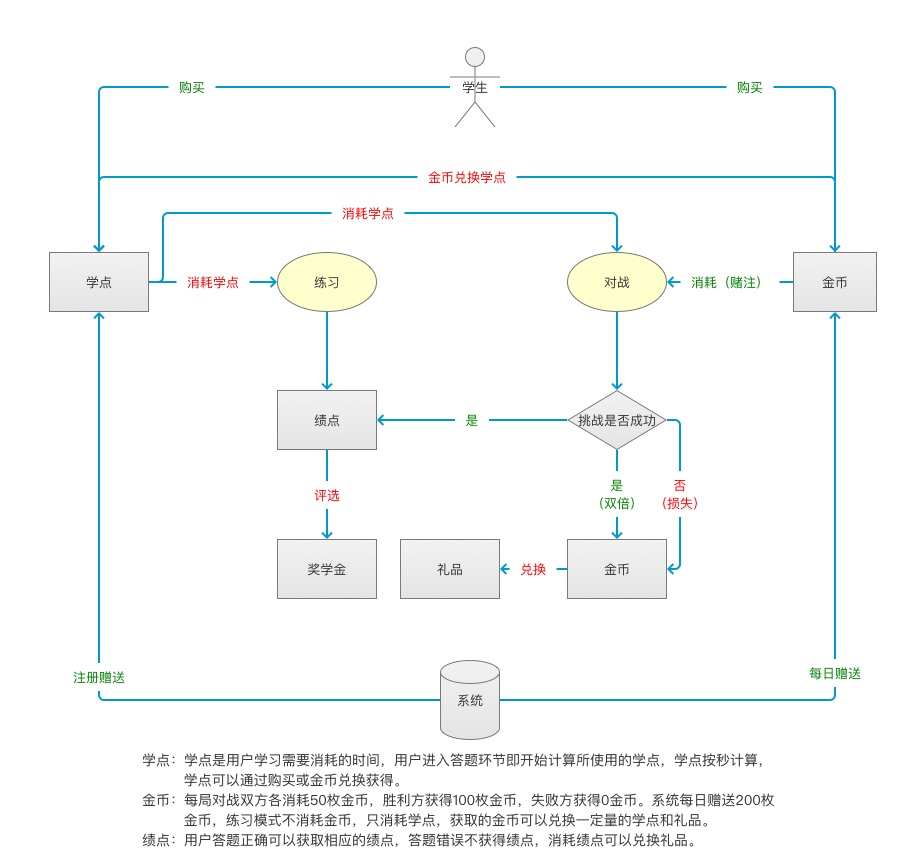 学生
购买
购买
金币兑换学点
消耗学点
学点
消耗学点
练习
对战
消耗（赌注）
金币
绩点
是
挑战是否成功
评选
是
（双倍）
否
（损失）
奖学金
礼品
兑换
金币
注册赠送
每日赠送
系统
学点：学点是用户学习需要消耗的时间，用户进入答题环节即开始计算所使用的学点，学点按秒计算，
学点可以通过购买或金币兑换获得。
金币：每局对战双方各消耗50枚金币，胜利方获得100枚金币，失败方获得0金币。系统每日赠送200枚
金币，练习模式不消耗金币，只消耗学点，获取的金币可以兑换一定量的学点和礼品。
绩点：用户答题正确可以获取相应的绩点，答题错误不获得绩点，消耗绩点可以兑换礼品。